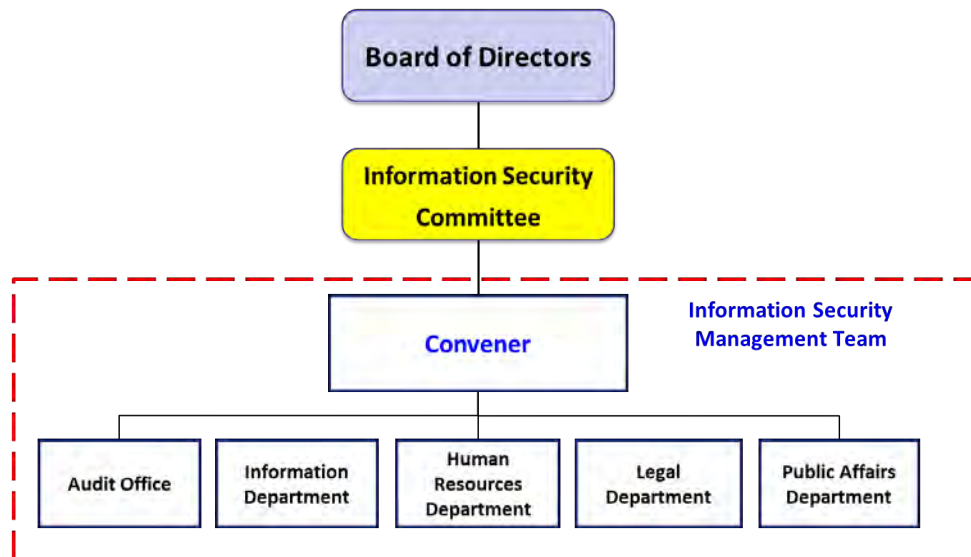 Board of Directors
Information Security
Committee
Information Security
Management Team
Convener
Audit Office
Information
Department
Human
Resources
Department
Legal
Department
Public Affairs
Department